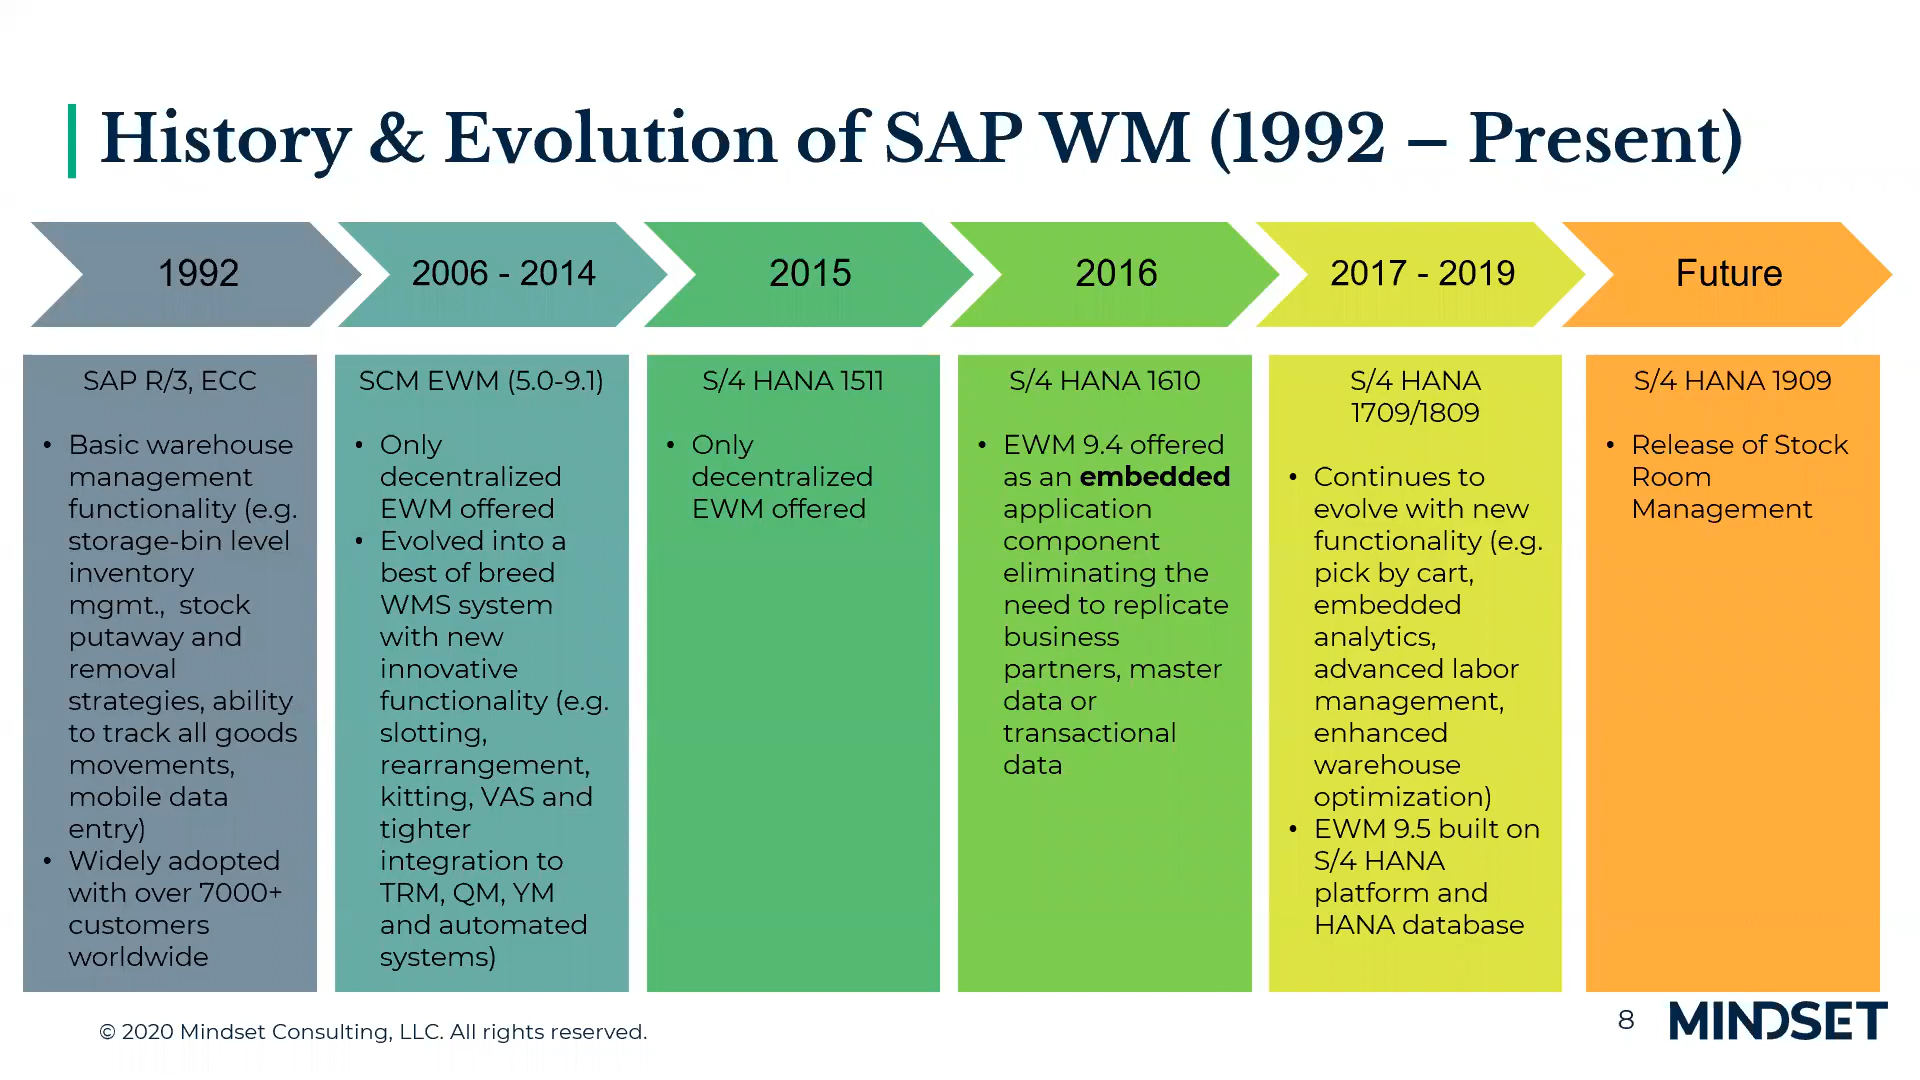 History & Evolution of SAP WM (1992 – Present)
1992
2006 - 2014
2015
2016
2017 - 2019
Future
SAP R/3, ECC
• Basic warehouse
management
functionality (e.g.
storage-bin level
inventory
mgmt., stock
putaway and
removal
strategies, ability
to track all goods
movements,
mobile data
entry)
• Widely adopted
with over 7000+
customers
worldwide
SCM EWM (5.0-9.1)
• Only
decentralized
EWM offered
• Evolved into a
best of breed
WMS system
with new
innovative
functionality (e.g.
slotting,
rearrangement,
kitting, VAS and
tighter
integration to
TRM, QM, YM
and automated
systems)
S/4 HANA 1511
• Only
decentralized
EWM offered
S/4 HANA 1610
• EWM 9.4 offered
as an embedded
application
component
eliminating the
need to replicate
business
partners, master
data or
transactional
data
S/4 HANA
1709/1809
• Continues to
evolve with new
functionality (e.g.
pick by cart,
embedded
analytics,
advanced labor
management,
enhanced
warehouse
optimization)
• EWM 9.5 built on
S/4 HANA
platform and
HANA database
S/4 HANA 1909
• Release of Stock
Room
Management
© 2020 Mindset Consulting, LLC. All rights reserved.
8
MINDSET